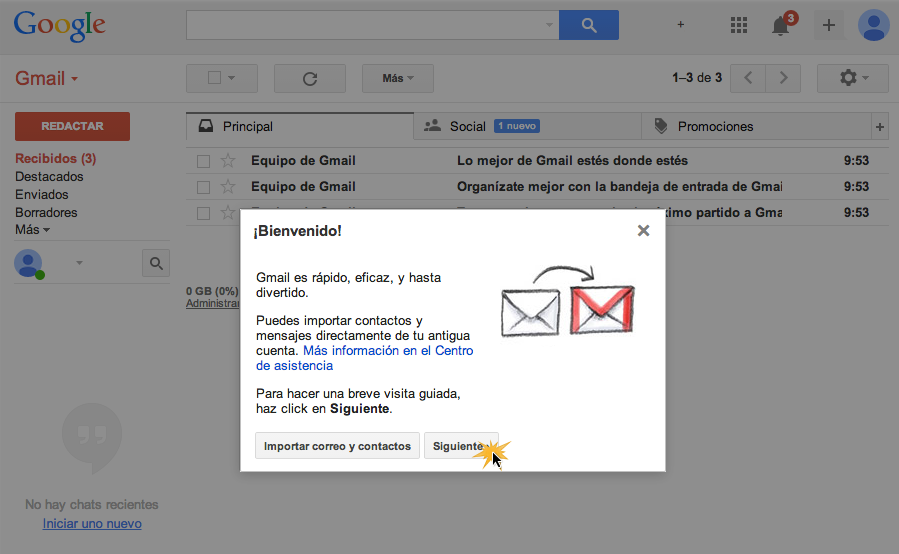 Google
+
3
Gmail
Más
1–3 de 3
REDACTAR
Recibidos (3)
Destacados
Enviados
Borradores
Más
Principal
Social 1 nuevo
Promociones
+
Equipo de Gmail Lo mejor de Gmail estés donde estés 9:53
Equipo de Gmail Organízate mejor con la bandeja de entrada de Gmai 9:53
partido a Gma 9:53
0 GB (0%)
Administrar
¡Bienvenido!
Gmail es rápido, eficaz, y hasta
divertido.
Puedes importar contactos y
mensajes directamente de tu antigua
cuenta. Más información en el Centro
de asistencia
Para hacer una breve visita guiada,
haz click en Siguiente.
Importar correo y contactos
Siguiente
No hay chats recientes
Iniciar uno nuevo